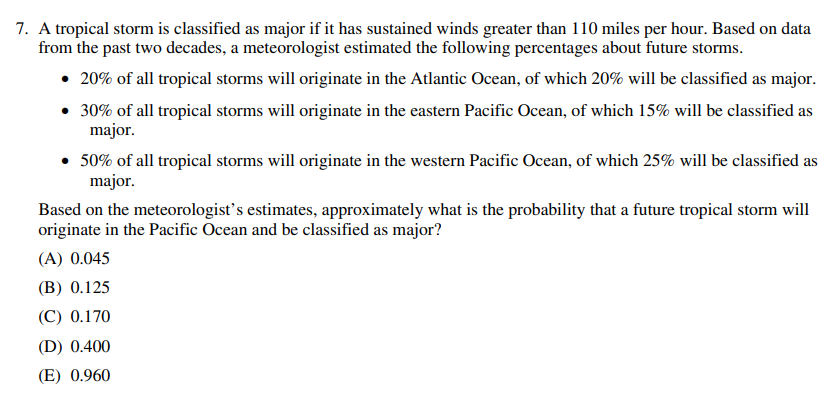 7. A tropical storm is classified as major if it has sustained winds greater than 110 miles per hour. Based on data
from the past two decades, a meteorologist estimated the following percentages about future storms.
• 20% of all tropical storms will originate in the Atlantic Ocean, of which 20% will be classified as major.
• 30% of all tropical storms will originate in the eastern Pacific Ocean, of which 15% will be classified as
major.
• 50% of all tropical storms will originate in the western Pacific Ocean, of which 25% will be classified as
major.
Based on the meteorologist’s estimates, approximately what is the probability that a future tropical storm will
originate in the Pacific Ocean and be classified as major?
(A) 0.045
(B) 0.125
(C) 0.170
(D) 0.400
(E) 0.960